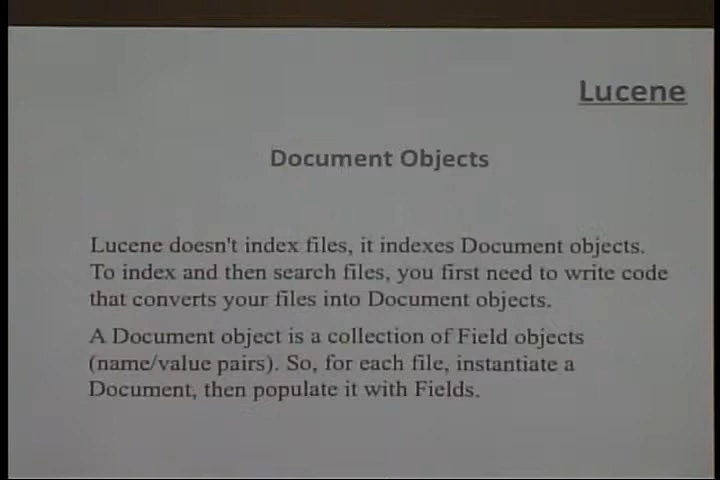 Lucene
Document Objects
Lucene doesn't index files, it indexes Document objects.
To index and then search files, you first need to write code
that converts your files into Document objects.
A Document object is a collection of Field objects
(name/value pairs). So, for each file, instantiate a
Document, then populate it with Fields.